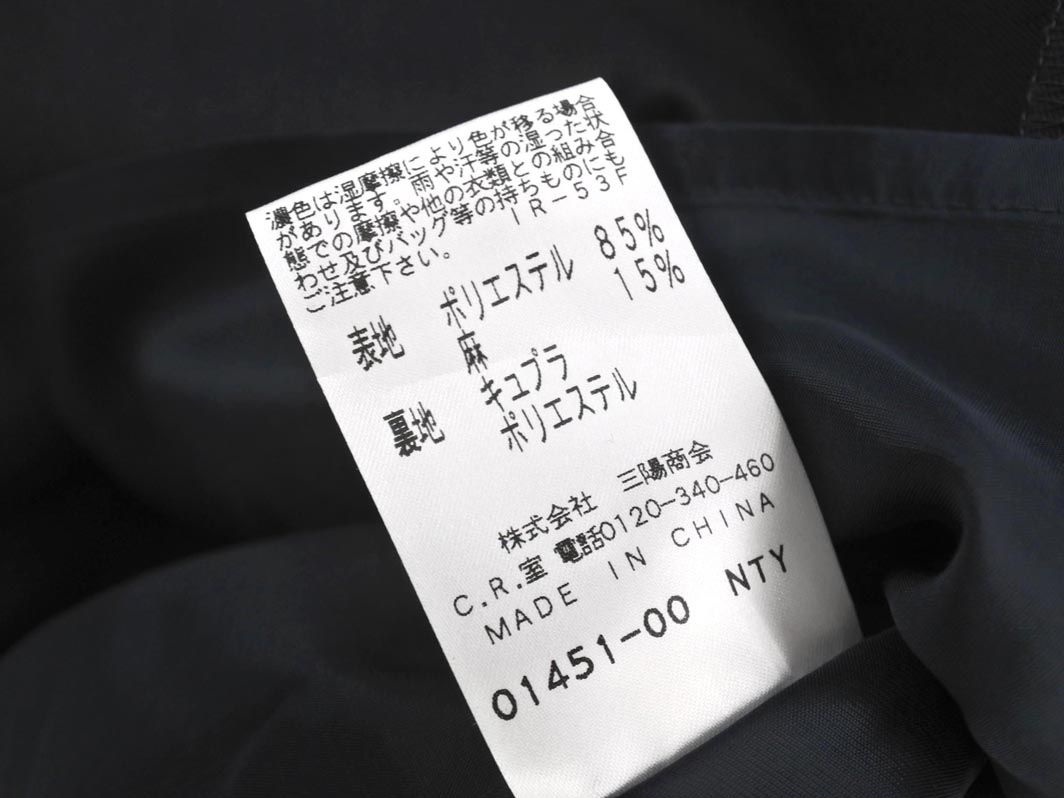 濃色は湿摩擦により色が移る場合
があります。雨や汗等の湿った状
態での摩擦や他の衣類との組み合
わせ及びバッグ等の持ちものにも
ご注意下さい。 IR-53F
表地 ポリエステル 85%
麻 15%
裏地 キュプラ
ポリエステル
株式会社 三陽商会
C.R.室 電話0120-340-460
MADE IN CHINA
01451-00 NTY